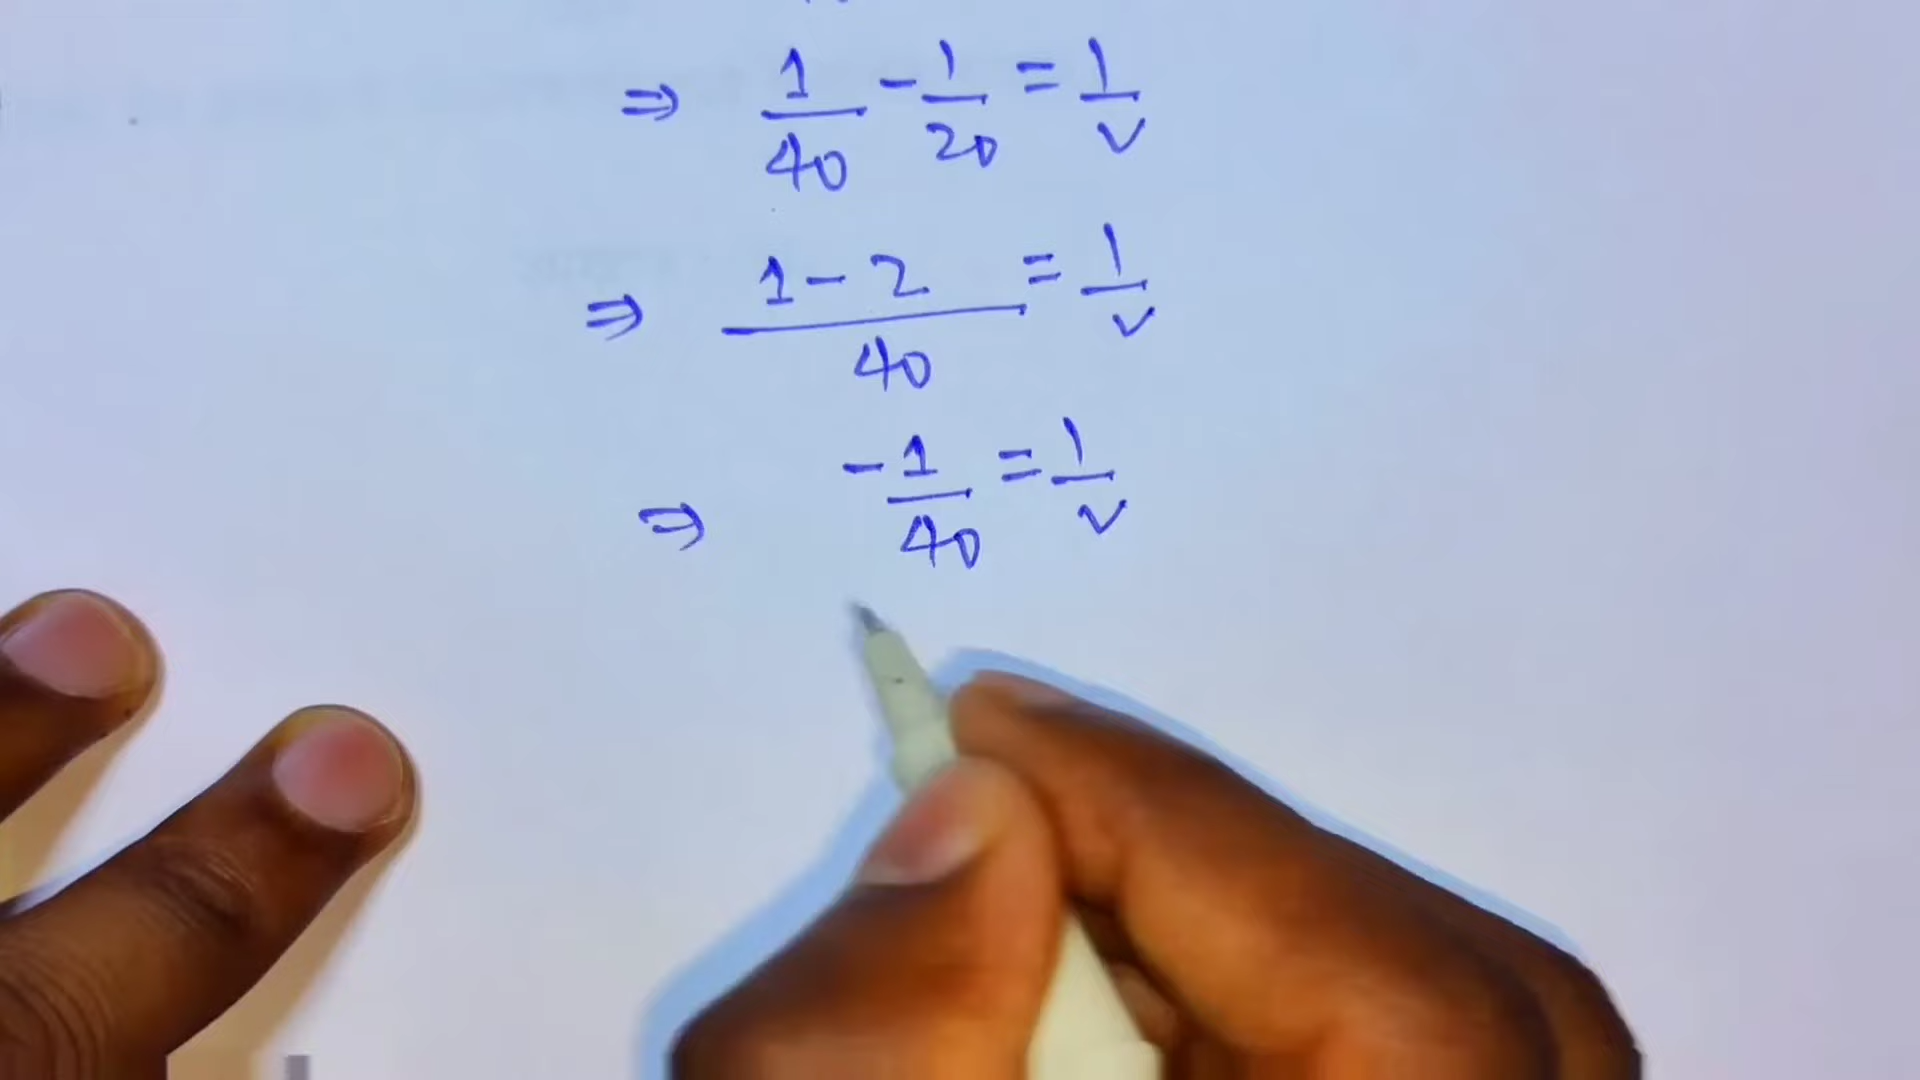 ⇒ 1/40 - 1/20 = 1/v
⇒ 1 - 2/40 = 1/v
⇒ -1/40 = 1/v